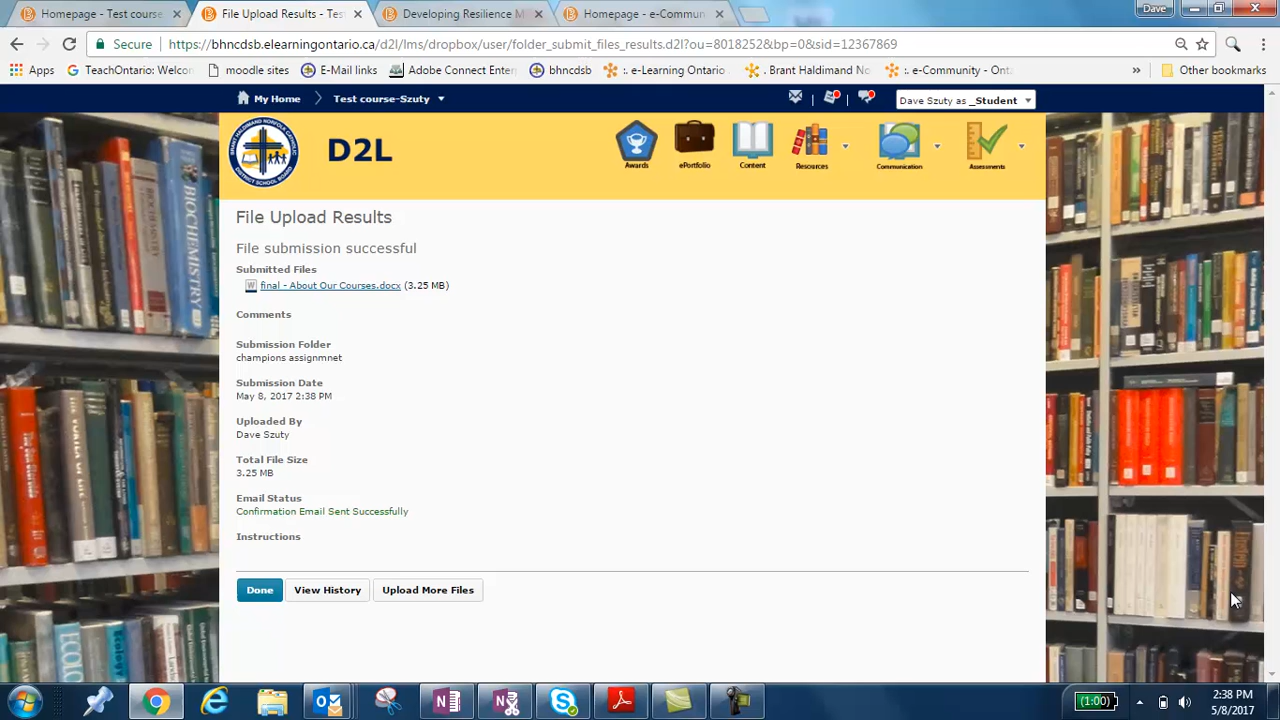 Homepage - Test course
File Upload Results - Tes
Developing Resilience M
Homepage - e-Commun
Dave
Secure
https://bhncdsb.elearningontario.ca/d2l/lms/dropbox/user/folder_submit_files_results.d2l?ou=8018252&bp=0&sid=12367869
Apps
TeachOntario: Welcom
moodle sites
E-Mail links
Adobe Connect Enterp
bhncdsb
:. e-Learning Ontario
. Brant Haldimand No
:. e-Community - Ont
»
Other bookmarks
My Home
Test course-Szuty
Dave Szuty as _Student
D2L
Awards
ePortfolio
Content
Resources
Communication
Assessments
File Upload Results
File submission successful
Submitted Files
final - About Our Courses.docx (3.25 MB)
Comments
Submission Folder
champions assignmnet
Submission Date
May 8, 2017 2:38 PM
Uploaded By
Dave Szuty
Total File Size
3.25 MB
Email Status
Confirmation Email Sent Successfully
Instructions
Done
View History
Upload More Files
BIOCHEMISTRY
(1:00)
2:38 PM
5/8/2017